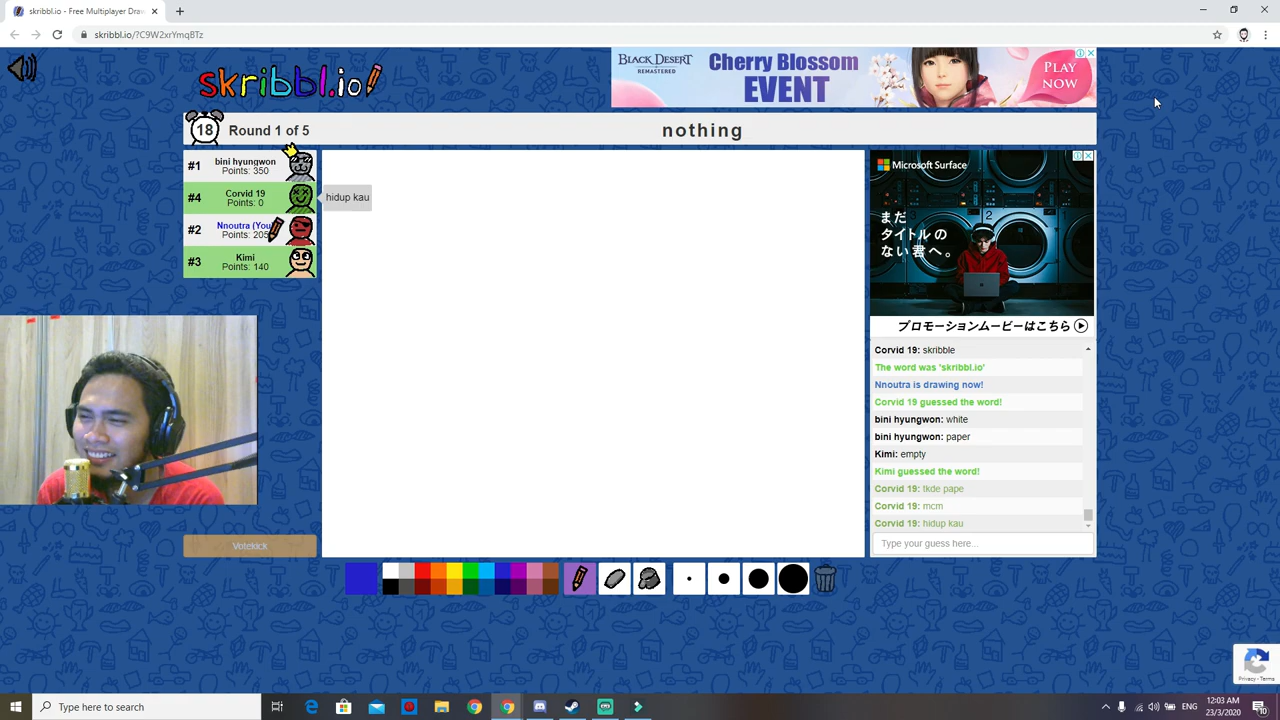 skribbl.io - Free Multiplayer Draw
skribbl.io/?C9W2xrYmqBTz
skribbl.io
BLACK DESERT
REMASTERED
Cherry Blossom
EVENT
PLAY
NOW
18
Round 1 of 5
nothing
#1
bini hyungwon
Points: 350
#4
Corvid 19
Points: 0
hidup kau
#2
Nnoutra (You
Points: 205
#3
Kimi
Points: 140
Microsoft Surface
まだ
タイトルの
ない君へ。
プロモーションムービーはこちら
Corvid 19: skribble
The word was 'skribbl.io'
Nnoutra is drawing now!
Corvid 19 guessed the word!
bini hyungwon: white
bini hyungwon: paper
Kimi: empty
Kimi guessed the word!
Corvid 19: tkde pape
Corvid 19: mcm
Corvid 19: hidup kau
Type your guess here...
Votekick
Privacy - Terms
Type here to search
ENG
12:03 AM
23/3/2020